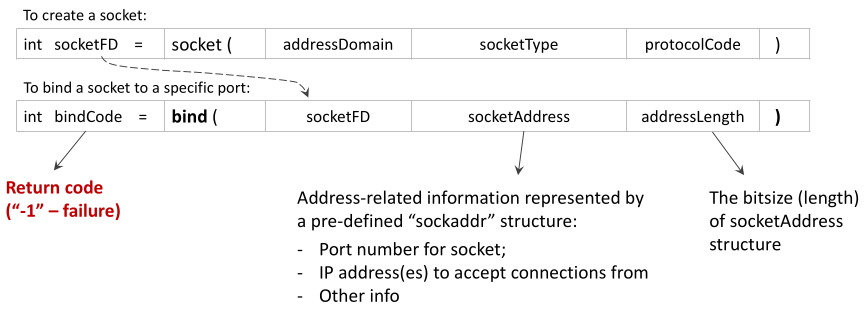 To create a socket:
int socketFD = socket ( addressDomain socketType protocolCode )
To bind a socket to a specific port:
int bindCode = bind ( socketFD socketAddress addressLength )
Return code
(“-1” – failure)
Address-related information represented by
a pre-defined “sockaddr” structure:
- Port number for socket;
- IP address(es) to accept connections from
- Other info
The bitsize (length)
of socketAddress
structure